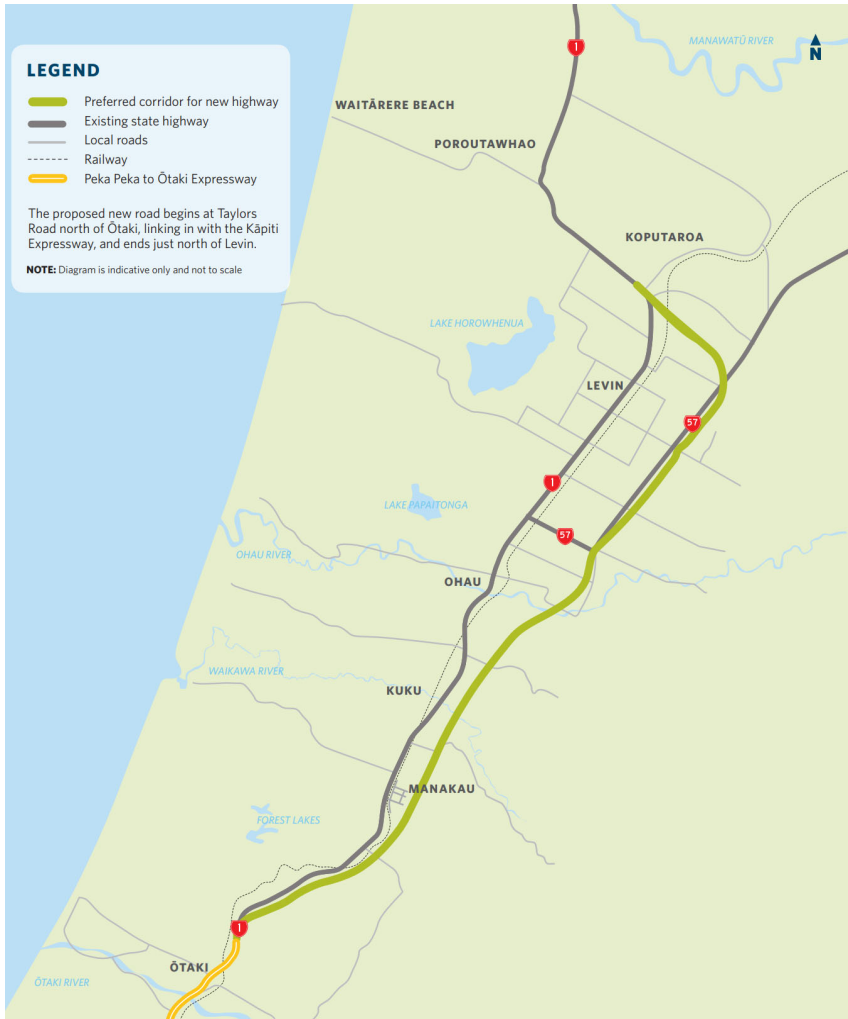 LEGEND
Preferred corridor for new highway
Existing state highway
Local roads
Railway
Peka Peka to Ōtaki Expressway
The proposed new road begins at Taylors
Road north of Ōtaki, linking in with the Kāpiti
Expressway, and ends just north of Levin.
NOTE: Diagram is indicative only and not to scale
1
MANAWATŪ RIVER
N
WAITĀRERE BEACH
POROUTAWHAO
KOPUTAROA
LAKE HOROWHENUA
LEVIN
57
1
LAKE PAPAITONGA
57
OHAU RIVER
OHAU
WAIKAWA RIVER
KUKU
MANAKAU
FOREST LAKES
1
ŌTAKI
ŌTAKI RIVER